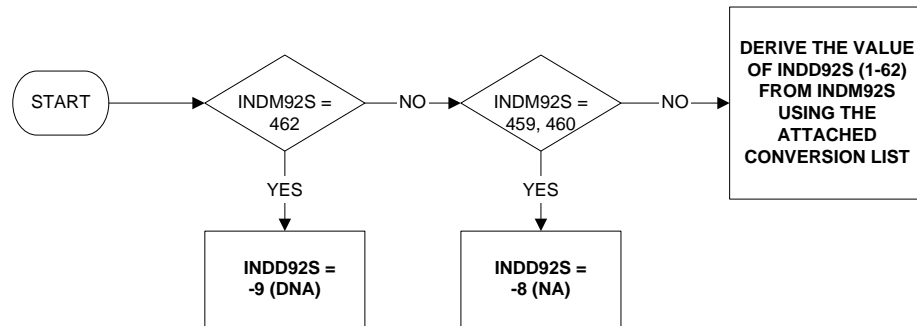 START
INDM92S =
462
NO
INDM92S =
459, 460
NO
DERIVE THE VALUE
OF INDD92S (1-62)
FROM INDM92S
USING THE
ATTACHED
CONVERSION LIST
YES
YES
INDD92S =
-9 (DNA)
INDD92S =
-8 (NA)